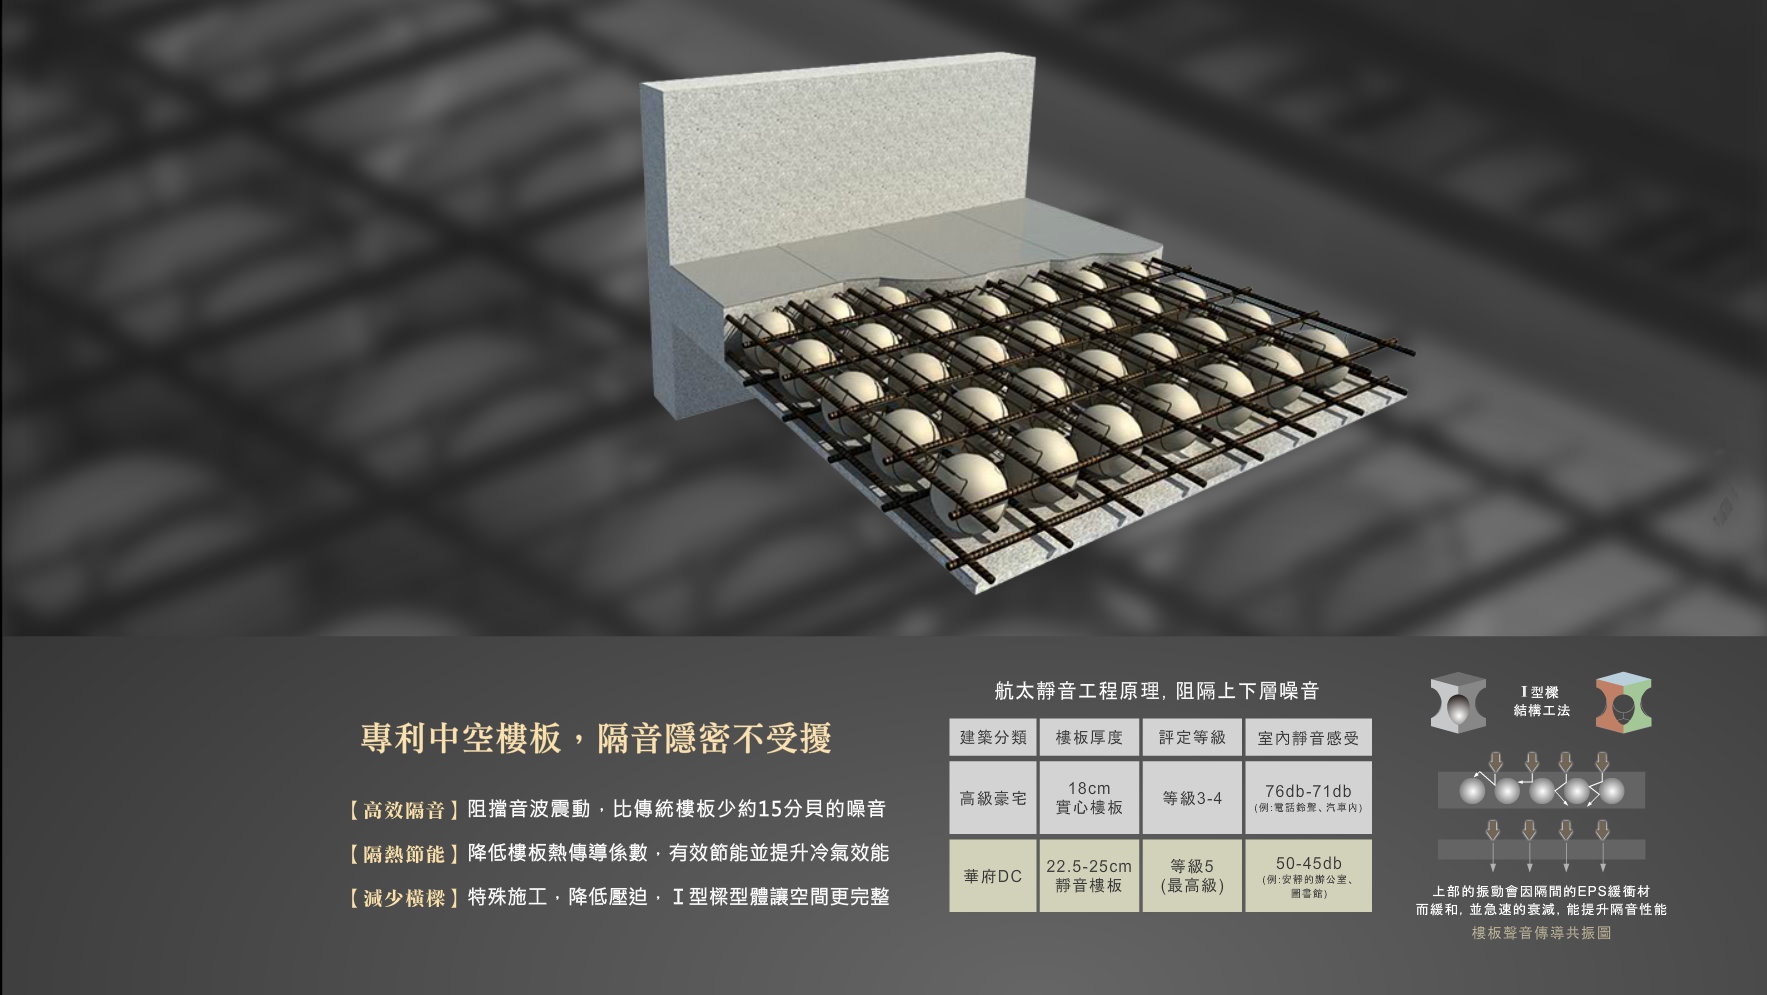 專利中空樓板，隔音隱密不受擾
【高效隔音】阻擋音波震動，比傳統樓板少約15分貝的噪音
【隔熱節能】降低樓板熱傳導係數，有效節能並提升冷氣效能
【減少橫樑】特殊施工，降低壓迫，I型樑型體讓空間更完整
航太靜音工程原理, 阻隔上下層噪音
建築分類 樓板厚度 評定等級 室內靜音感受
高級豪宅
18cm
實心樓板
等級3-4
76db-71db
(例:電話鈴聲、汽車內)
華府DC
22.5-25cm
靜音樓板
等級5
(最高級)
50-45db
(例:安靜的辦公室、
圖書館)
I型樑
結構工法
上部的振動會因隔間的EPS緩衝材
而緩和, 並急速的衰減, 能提升隔音性能
樓板聲音傳導共振圖